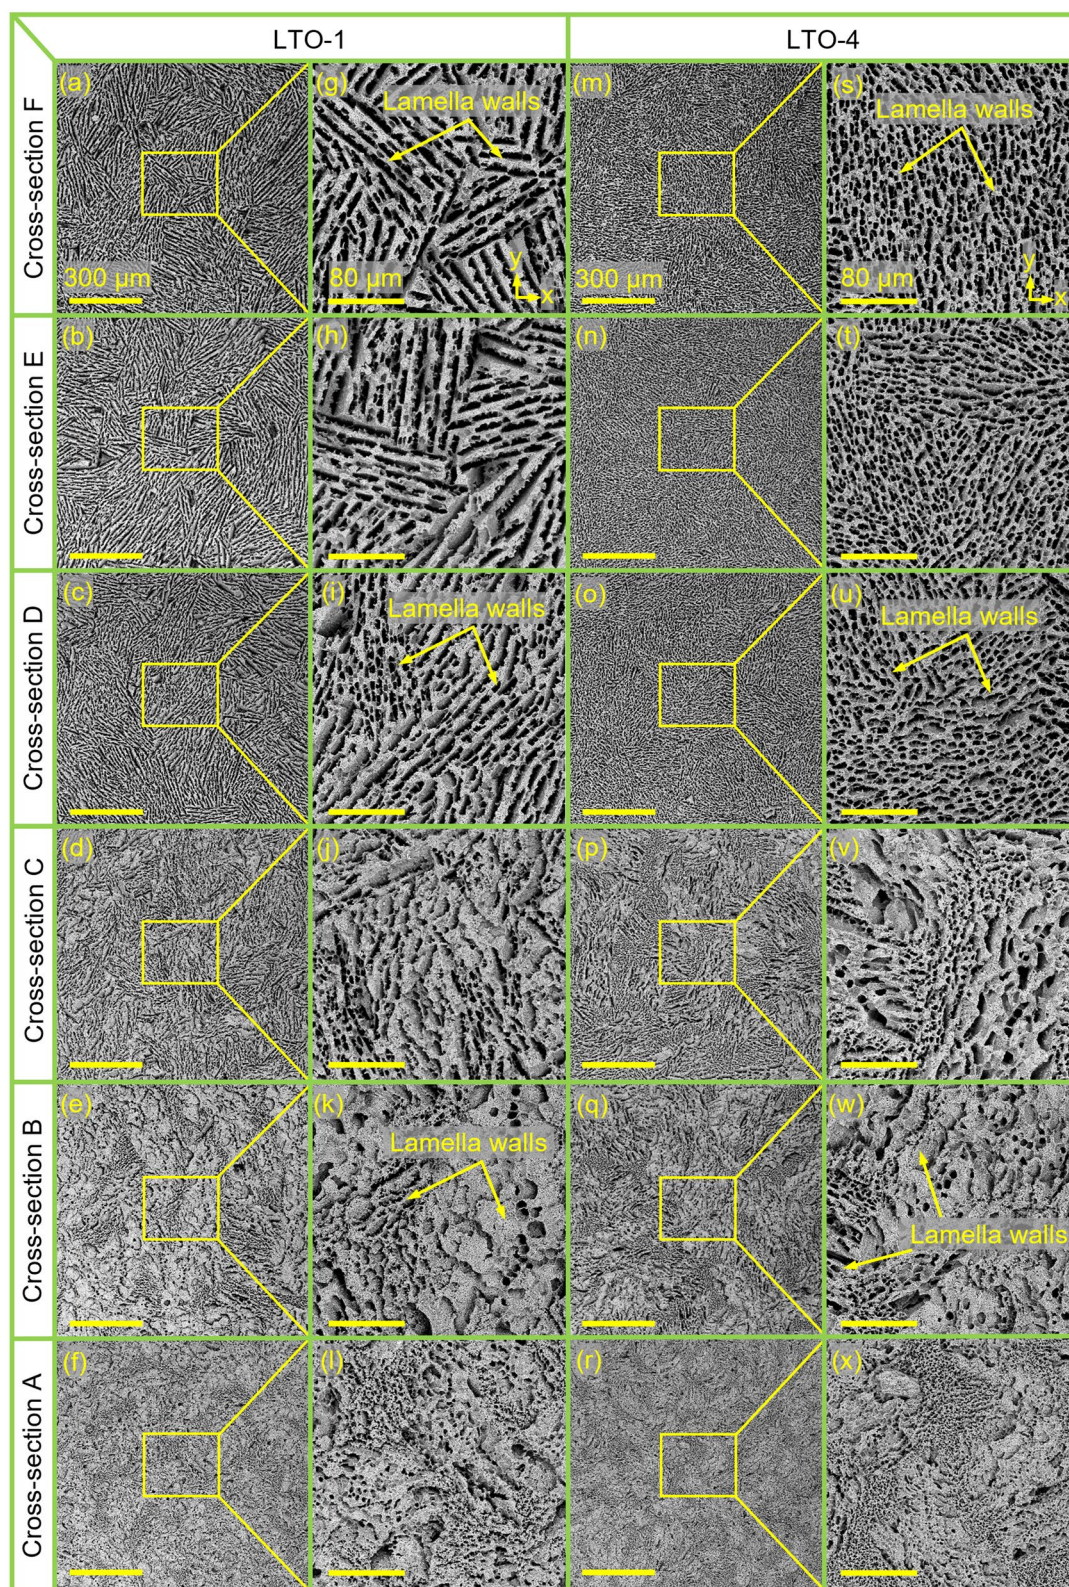 LTO-1 LTO-4
Cross-section F
(a) (g) (m) (s)
Lamella walls Lamella walls
300 µm 80 µm 300 µm 80 µm
y x y x
Cross-section E
(b) (h) (n) (t)
Cross-section D
(c) (i) (o) (u)
Lamella walls Lamella walls
Cross-section C
(d) (j) (p) (v)
Cross-section B
(e) (k) (q) (w)
Lamella walls
Lamella walls
Cross-section A
(f) (l) (r) (x)